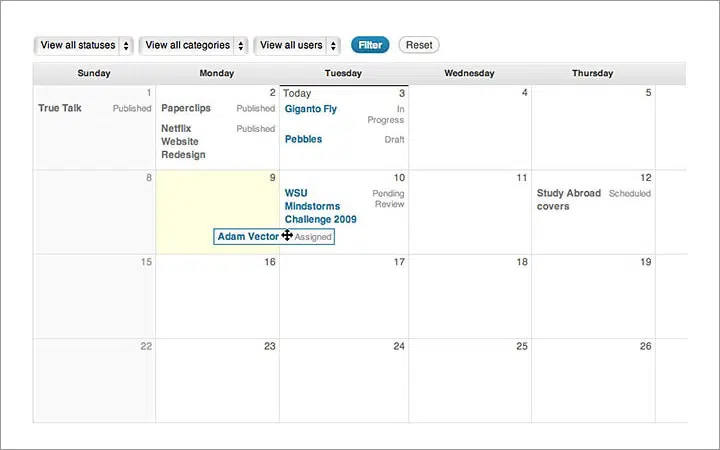 View all statuses View all categories View all users Filter Reset
Sunday Monday Tuesday Wednesday Thursday
1 2 Today 3 4 5
True Talk Published Paperclips Published Giganto Fly In
Progress
Netflix Published
Website
Redesign
Pebbles Draft
8 9 10 11 12
WSU Pending Study Abroad Scheduled
Mindstorms Review covers
Challenge 2009
Adam Vector Assigned
15 16 17 18 19
22 23 24 25 26